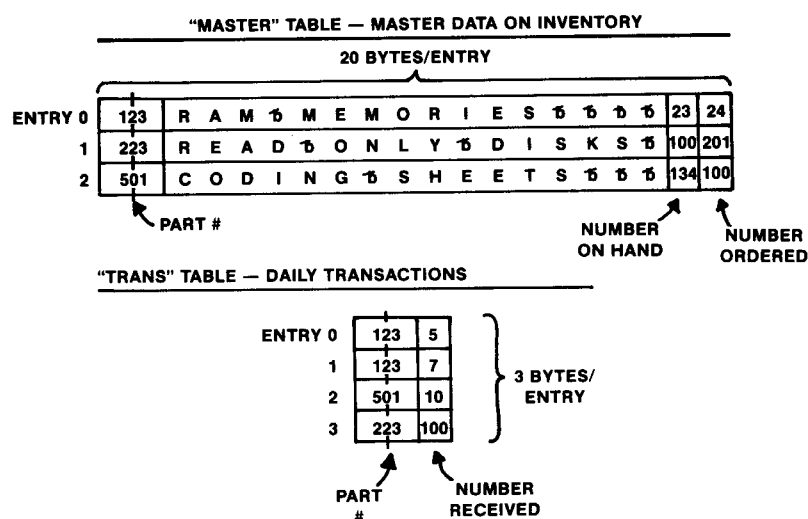 “MASTER” TABLE — MASTER DATA ON INVENTORY
20 BYTES/ENTRY
ENTRY 0 123 R A M ƀ M E M O R I E S ƀ ƀ ƀ ƀ 23 24
1 223 R E A D ƀ O N L Y ƀ D I S K S ƀ 100 201
2 501 C O D I N G ƀ S H E E T S ƀ ƀ ƀ 134 100
PART #
NUMBER
ON HAND
NUMBER
ORDERED
“TRANS” TABLE — DAILY TRANSACTIONS
ENTRY 0 123 5
1 123 7
2 501 10
3 223 100
3 BYTES/
ENTRY
PART
#
NUMBER
RECEIVED